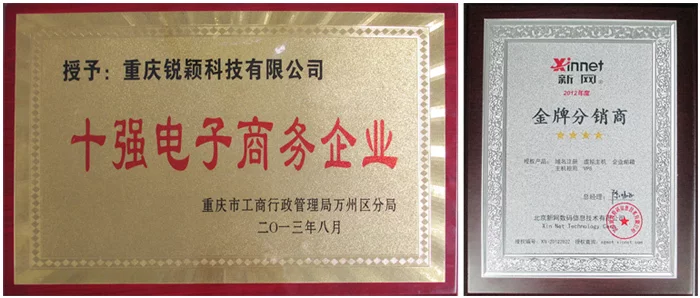 授予：重庆锐颖科技有限公司
十强电子商务企业
重庆市工商行政管理局万州区分局
二〇一三年八月
Xinnet
新网
2012年度
金牌分销商
授权产品：域名注册 虚拟主机 企业邮箱
主机租用 VPS
总经理：
北京新网数码信息技术有限公司
Xin Net Technology